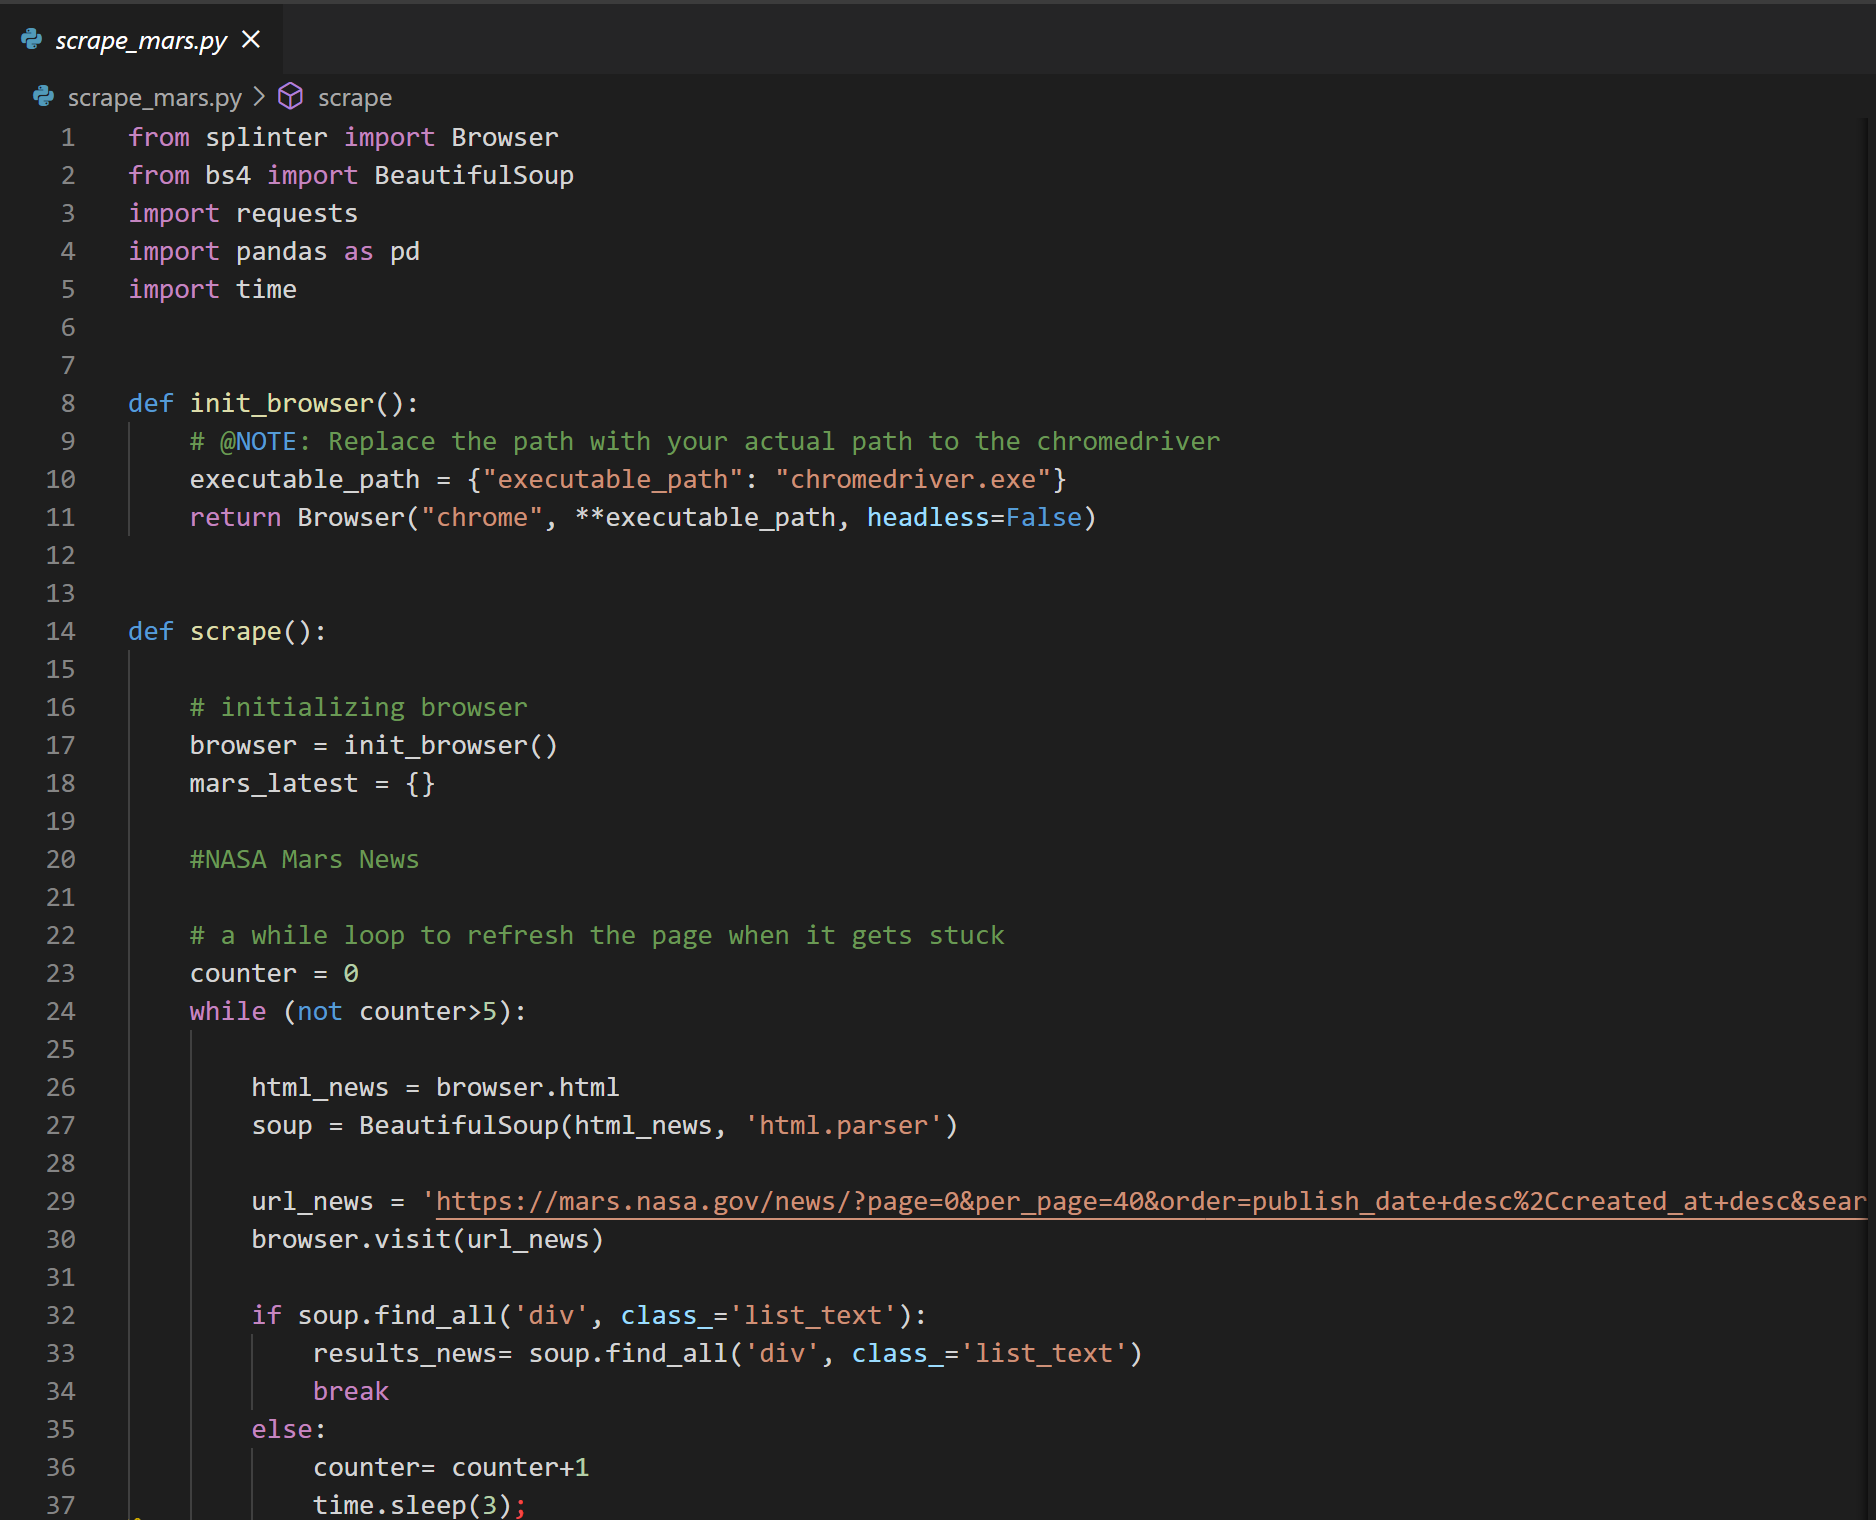 scrape_mars.py
scrape_mars.py > scrape
1 from splinter import Browser
2 from bs4 import BeautifulSoup
3 import requests
4 import pandas as pd
5 import time
6
7
8 def init_browser():
9     # @NOTE: Replace the path with your actual path to the chromedriver
10     executable_path = {"executable_path": "chromedriver.exe"}
11     return Browser("chrome", **executable_path, headless=False)
12
13
14 def scrape():
15
16     # initializing browser
17     browser = init_browser()
18     mars_latest = {}
19
20     #NASA Mars News
21
22     # a while loop to refresh the page when it gets stuck
23     counter = 0
24     while (not counter>5):
25
26         html_news = browser.html
27         soup = BeautifulSoup(html_news, 'html.parser')
28
29         url_news = 'https://mars.nasa.gov/news/?page=0&per_page=40&order=publish_date+desc%2Ccreated_at+desc&sear
30         browser.visit(url_news)
31
32         if soup.find_all('div', class_='list_text'):
33             results_news= soup.find_all('div', class_='list_text')
34             break
35         else:
36             counter= counter+1
37             time.sleep(3);